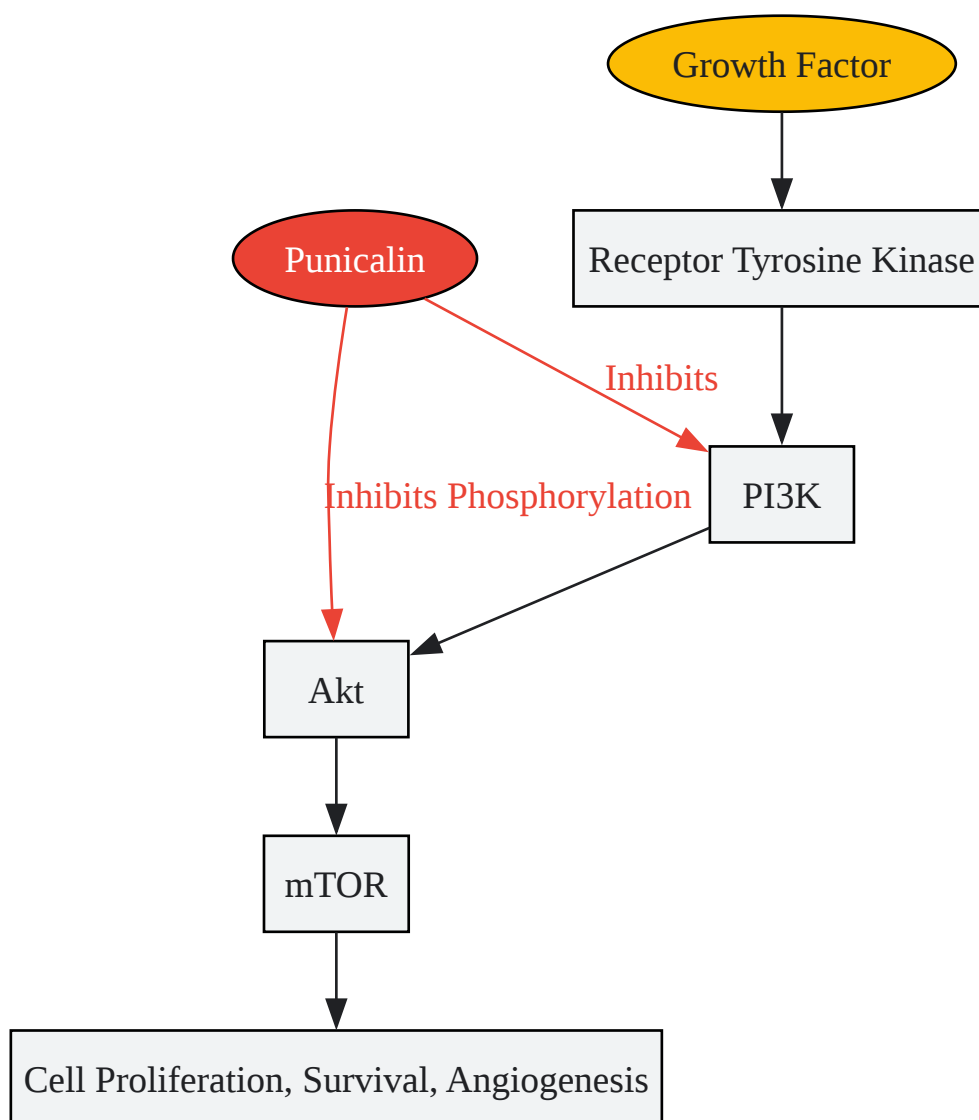 Growth Factor
Punicalin
Receptor Tyrosine Kinase
Inhibits
Inhibits Phosphorylation
PI3K
Akt
mTOR
Cell Proliferation, Survival, Angiogenesis